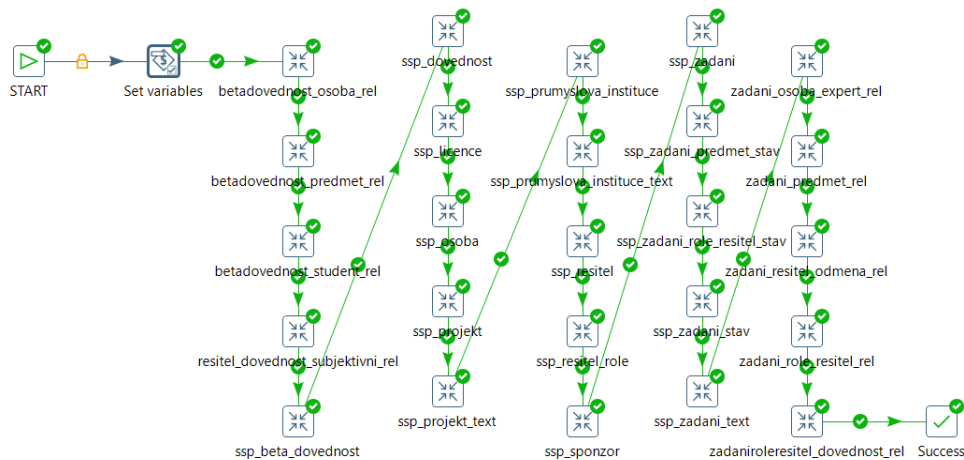 START
Set variables
betadovednost_osoba_rel
betadovednost_predmet_rel
betadovednost_student_rel
resitel_dovednost_subjektivni_rel
ssp_beta_dovednost
ssp_dovednost
ssp_licence
ssp_osoba
ssp_projekt
ssp_projekt_text
ssp_prumyslova_instituce
ssp_prumyslova_instituce_text
ssp_resitel
ssp_resitel_role
ssp_sponzor
ssp_zadani
ssp_zadani_predmet_stav
ssp_zadani_role_resitel_stav
ssp_zadani_stav
ssp_zadani_text
zadani_osoba_expert_rel
zadani_predmet_rel
zadani_resitel_odmena_rel
zadani_role_resitel_rel
zadaniroleresitel_dovednost_rel
Success